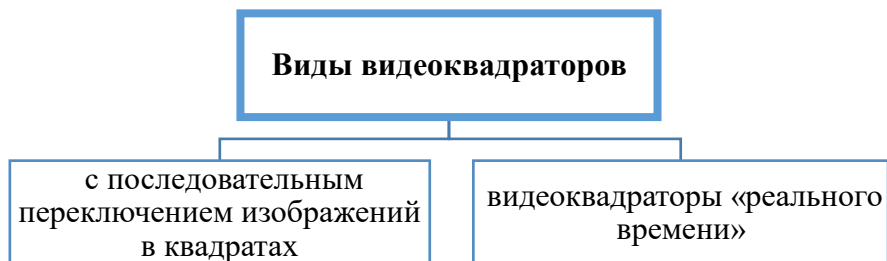 Виды видеоквадраторов
с последовательным
переключением изображений
в квадратах
видеоквадраторы «реального
времени»